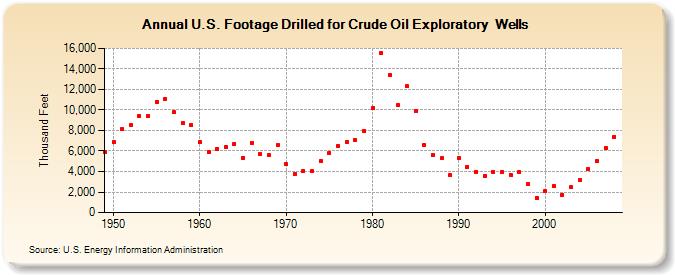 Annual U.S. Footage Drilled for Crude Oil Exploratory Wells
Thousand Feet
16,000
14,000
12,000
10,000
8,000
6,000
4,000
2,000
0
1950 1960 1970 1980 1990 2000
Source: U.S. Energy Information Administration